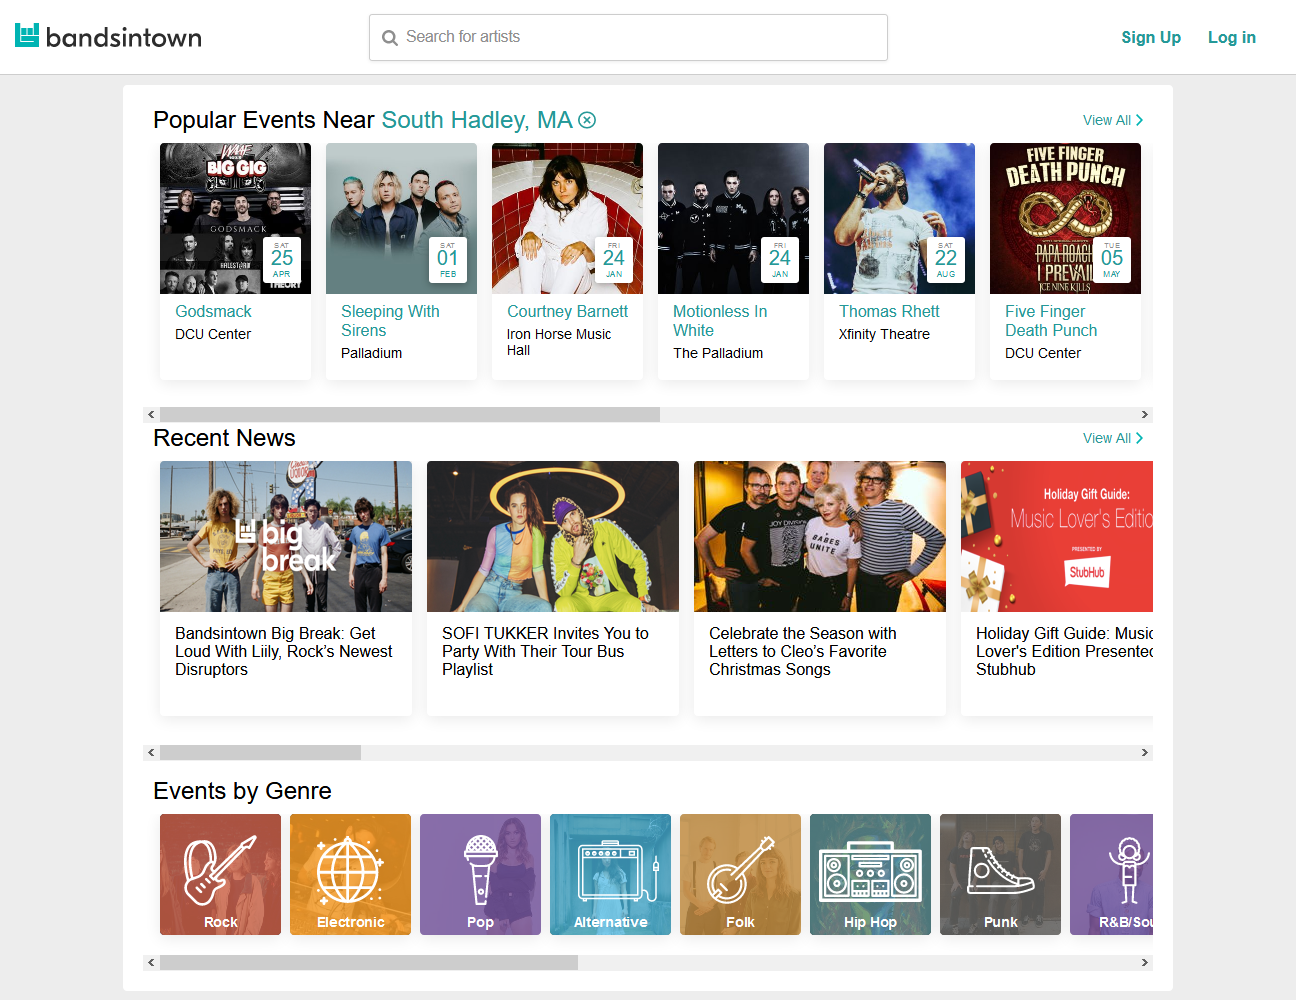 bandsintown
Search for artists
Sign Up
Log in
Popular Events Near South Hadley, MA
View All
WAAF
BIG GIG
GODSMACK
HALESTORM
THEORY
SAT
25
APR
Godsmack
DCU Center
SAT
01
FEB
Sleeping With
Sirens
Palladium
FRI
24
JAN
Courtney Barnett
Iron Horse Music
Hall
FRI
24
JAN
Motionless In
White
The Palladium
SAT
22
AUG
Thomas Rhett
Xfinity Theatre
FIVE FINGER
DEATH PUNCH
PAPA ROACH
I PREVAIL
ICE NINE KILLS
TUE
05
MAY
Five Finger
Death Punch
DCU Center
Recent News
View All
big
break
Bandsintown Big Break: Get
Loud With Liily, Rock’s Newest
Disruptors
SOFI TUKKER Invites You to
Party With Their Tour Bus
Playlist
JOY DIVISION
BABES
UNITE
Celebrate the Season with
Letters to Cleo’s Favorite
Christmas Songs
Holiday Gift Guide:
Music Lover's Editio
PRESENTED BY
StubHub
Holiday Gift Guide: Music
Lover's Edition Presented
Stubhub
Events by Genre
Rock
Electronic
Pop
Alternative
Folk
Hip Hop
Punk
R&B/Sou